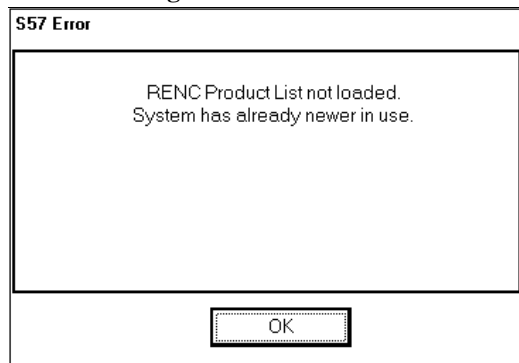 S57 Error
RENC Product List not loaded.
System has already newer in use.
OK